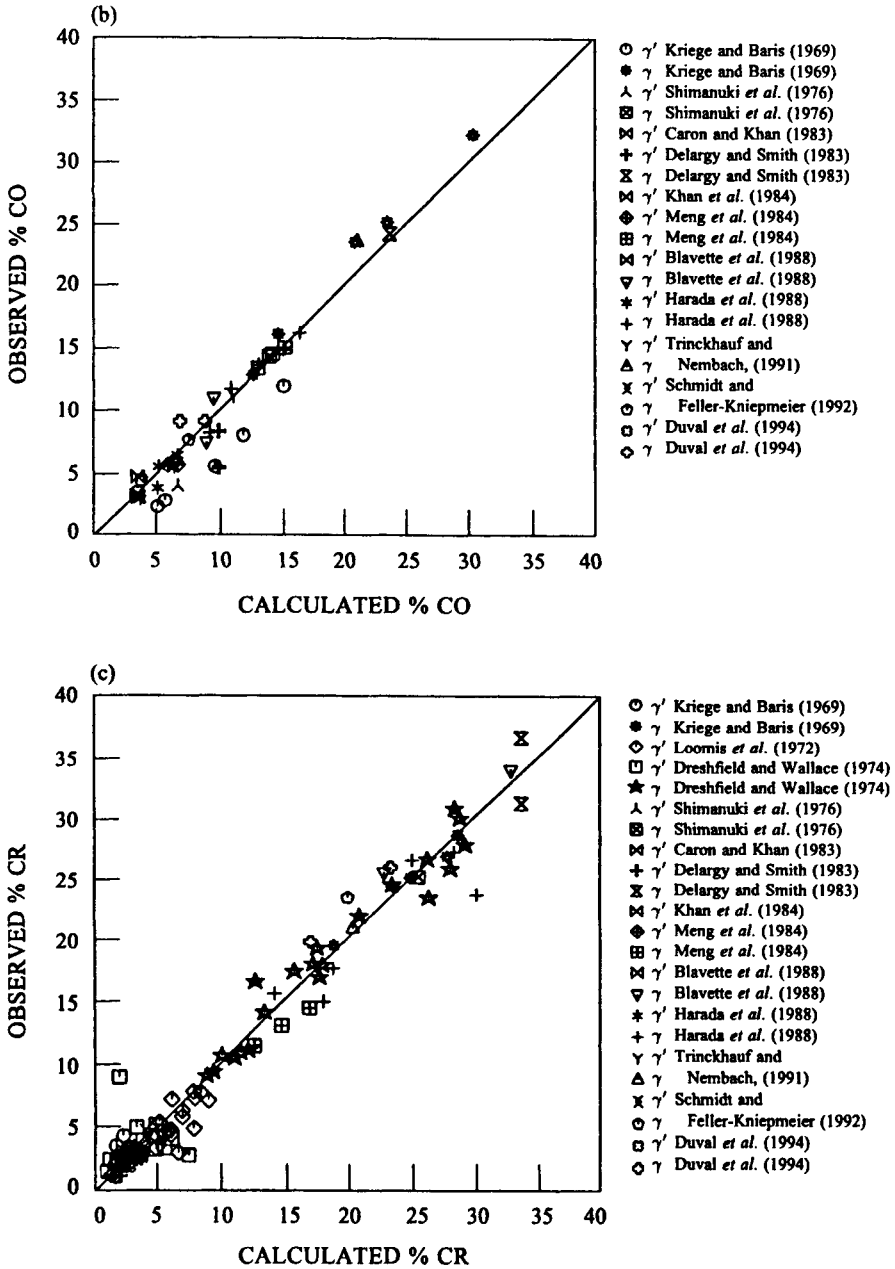 (b)
40
35
30
25
20
15
10
5
0
OBSERVED % CO
0 5 10 15 20 25 30 35 40
CALCULATED % CO
γ′ Kriege and Baris (1969)
γ Kriege and Baris (1969)
γ′ Shimanuki et al. (1976)
γ Shimanuki et al. (1976)
γ′ Caron and Khan (1983)
γ′ Delargy and Smith (1983)
γ Delargy and Smith (1983)
γ′ Khan et al. (1984)
γ′ Meng et al. (1984)
γ Meng et al. (1984)
γ′ Blavette et al. (1988)
γ Blavette et al. (1988)
γ′ Harada et al. (1988)
γ Harada et al. (1988)
γ′ Trinckhauf and
γ Nembach, (1991)
γ′ Schmidt and
γ Feller-Kniepmeier (1992)
γ′ Duval et al. (1994)
γ Duval et al. (1994)
(c)
40
35
30
25
20
15
10
5
0
OBSERVED % CR
0 5 10 15 20 25 30 35 40
CALCULATED % CR
γ′ Kriege and Baris (1969)
γ Kriege and Baris (1969)
γ′ Loomis et al. (1972)
γ′ Dreshfield and Wallace (1974)
γ Dreshfield and Wallace (1974)
γ′ Shimanuki et al. (1976)
γ Shimanuki et al. (1976)
γ′ Caron and Khan (1983)
γ′ Delargy and Smith (1983)
γ Delargy and Smith (1983)
γ′ Khan et al. (1984)
γ′ Meng et al. (1984)
γ Meng et al. (1984)
γ′ Blavette et al. (1988)
γ Blavette et al. (1988)
γ′ Harada et al. (1988)
γ Harada et al. (1988)
γ′ Trinckhauf and
γ Nembach, (1991)
γ′ Schmidt and
γ Feller-Kniepmeier (1992)
γ′ Duval et al. (1994)
γ Duval et al. (1994)